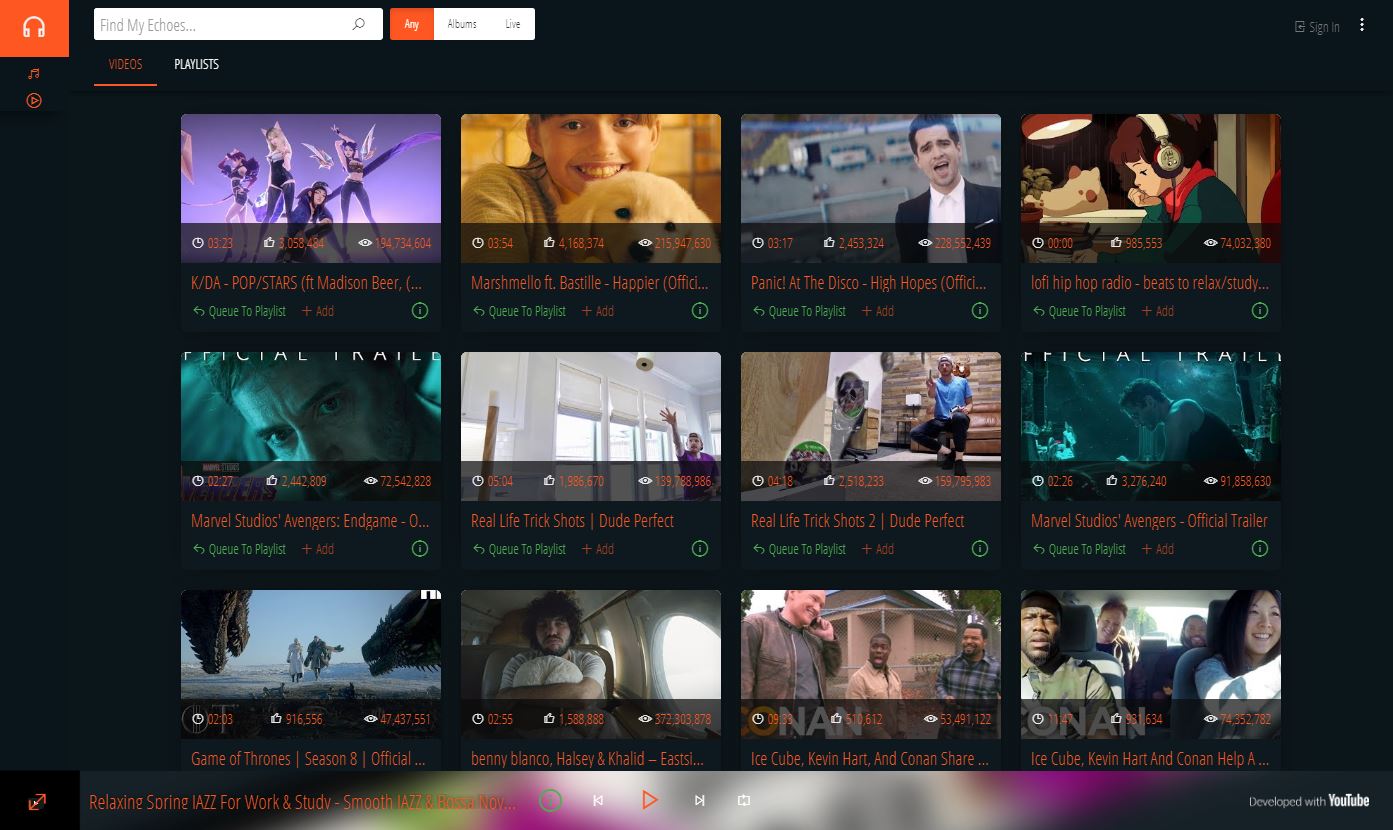 Find My Echoes...
Any
Albums
Live
Sign In
VIDEOS
PLAYLISTS
03:23 3,058,484 194,734,604
03:54 4,168,374 215,947,630
03:17 2,453,324 228,552,439
00:00 985,553 74,032,380
K/DA - POP/STARS (ft Madison Beer, (...
Marshmello ft. Bastille - Happier (Offici...
Panic! At The Disco - High Hopes (Offici...
lofi hip hop radio - beats to relax/study...
Queue To Playlist + Add
Queue To Playlist + Add
Queue To Playlist + Add
Queue To Playlist + Add
MARVEL STUDIOS
02:27 2,442,809 72,542,828
05:04 1,986,670 139,788,986
04:18 2,518,233 159,795,983
02:26 3,276,240 91,858,630
Marvel Studios' Avengers: Endgame - O...
Real Life Trick Shots | Dude Perfect
Real Life Trick Shots 2 | Dude Perfect
Marvel Studios' Avengers - Official Trailer
Queue To Playlist + Add
Queue To Playlist + Add
Queue To Playlist + Add
Queue To Playlist + Add
02:03 916,556 47,437,551
02:55 1,588,888 372,303,878
09:33 510,612 53,491,122
11:47 931,634 74,352,782
CONAN
CONAN
Game of Thrones | Season 8 | Official ...
benny blanco, Halsey & Khalid – Eastsi...
Ice Cube, Kevin Hart, And Conan Share ...
Ice Cube, Kevin Hart And Conan Help A ...
Relaxing Spring JAZZ For Work & Study - Smooth JAZZ & Bossa Nov...
Developed with YouTube